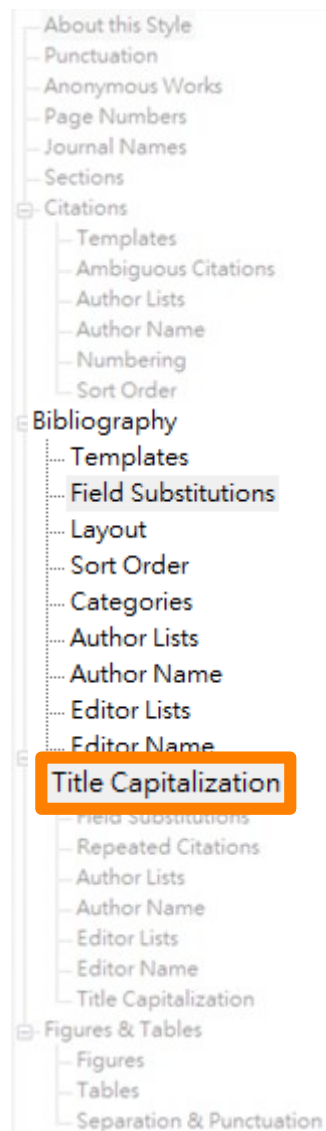 About this Style
Punctuation
Anonymous Works
Page Numbers
Journal Names
Sections
Citations
Templates
Ambiguous Citations
Author Lists
Author Name
Numbering
Sort Order
Bibliography
Templates
Field Substitutions
Layout
Sort Order
Categories
Author Lists
Author Name
Editor Lists
Editor Name
Title Capitalization
Field Substitutions
Repeated Citations
Author Lists
Author Name
Editor Lists
Editor Name
Title Capitalization
Figures & Tables
Figures
Tables
Separation & Punctuation